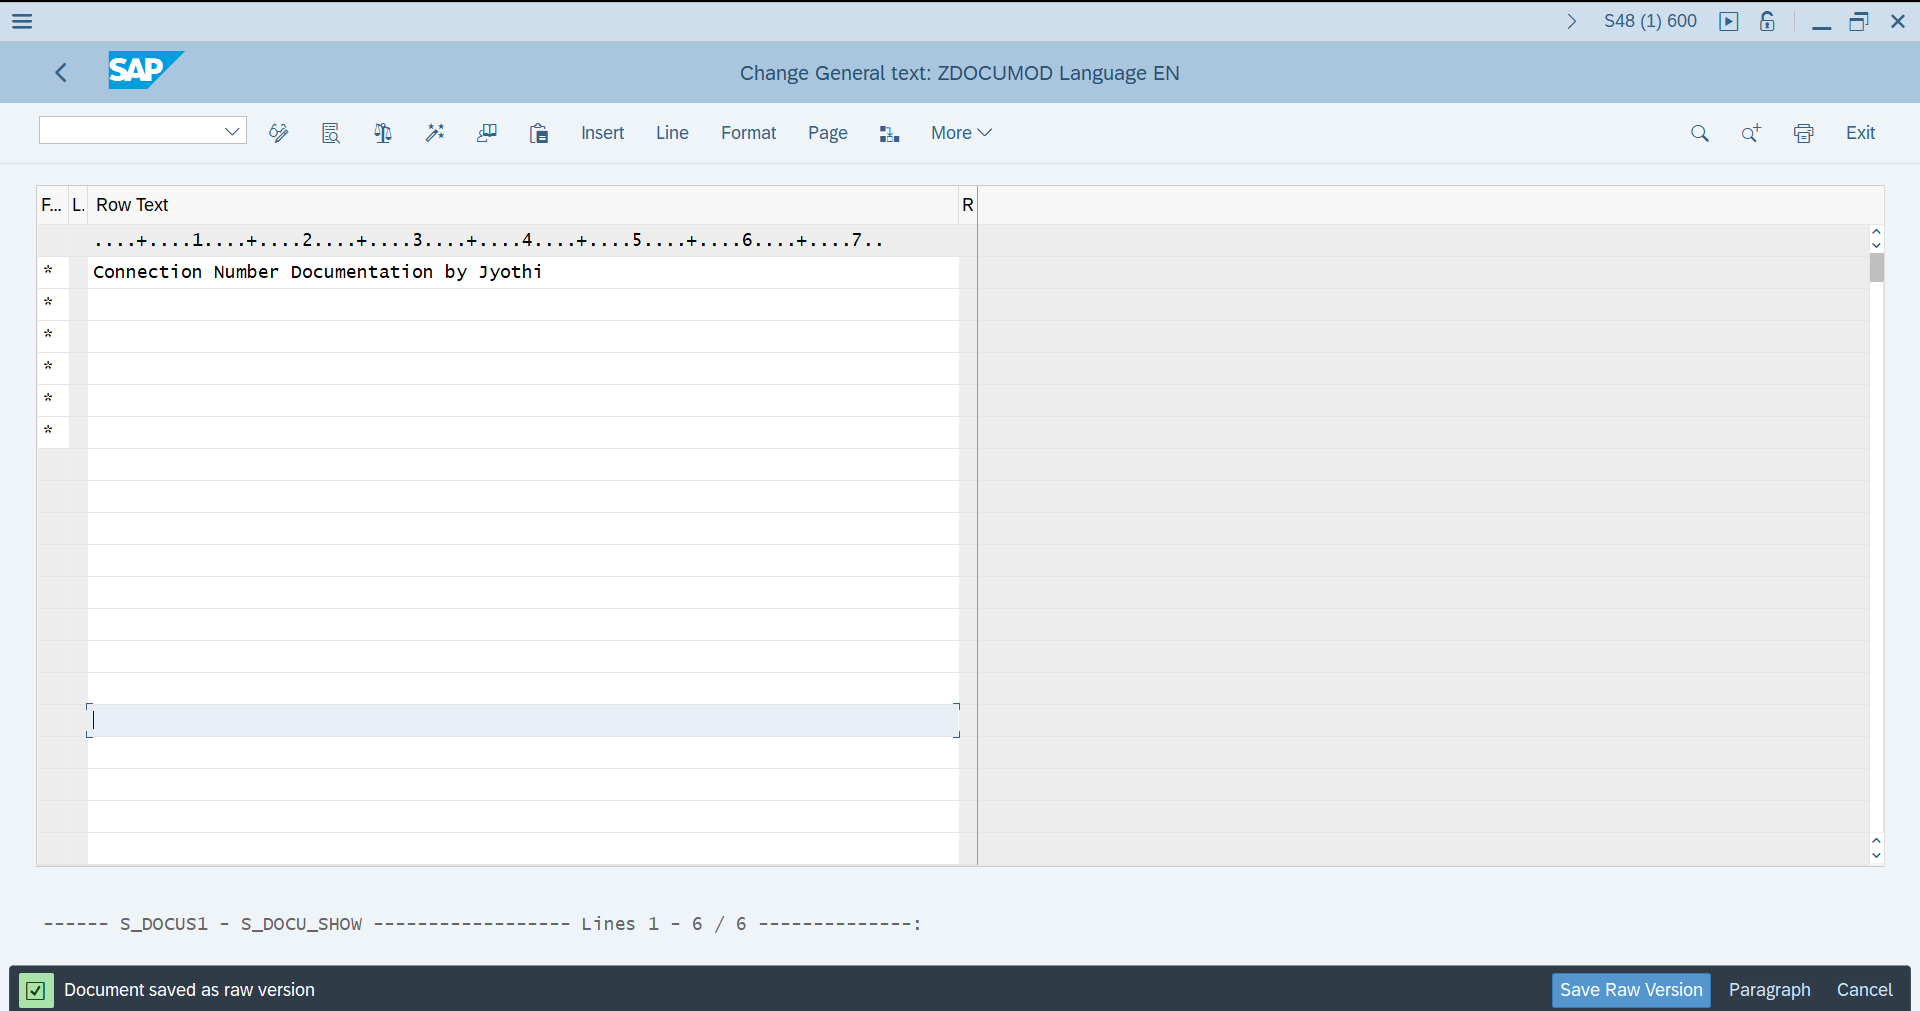 S48 (1) 600
SAP
Change General text: ZDOCUMOD Language EN
Insert Line Format Page More Exit
F... L. Row Text R
....+....1....+....2....+....3....+....4....+....5....+....6....+....7..
* Connection Number Documentation by Jyothi
*
*
*
*
*
------ S_DOCUS1 - S_DOCU_SHOW ------------------ Lines 1 - 6 / 6 --------------:
Document saved as raw version Save Raw Version Paragraph Cancel